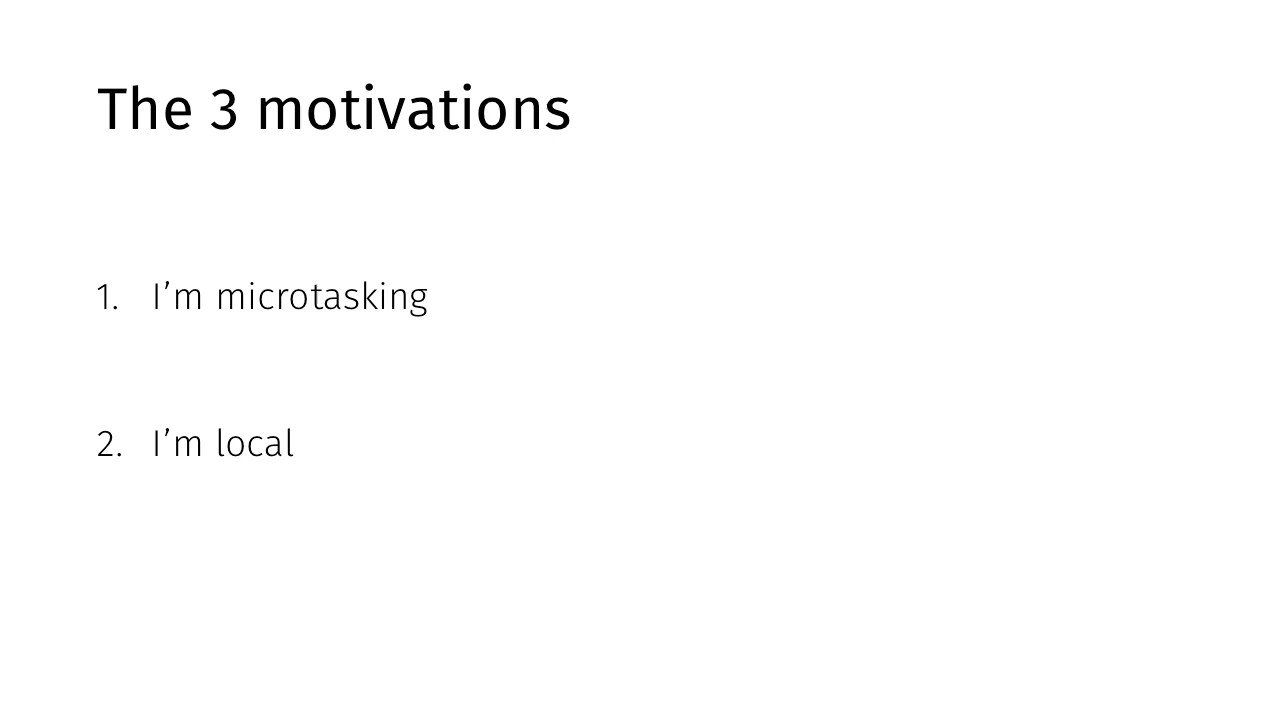 The 3 motivations
1. I’m microtasking
2. I’m local